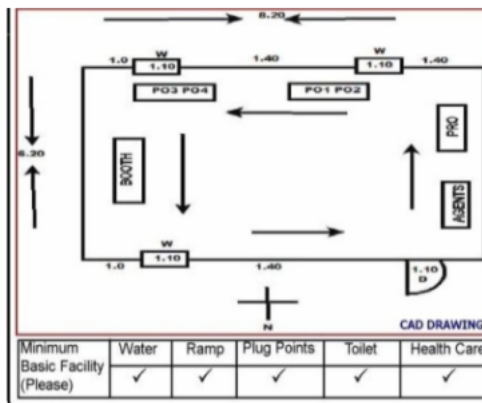 8.20
W W
1.0 1.10 1.40 1.10 1.40
PO3 PO4 PO1 PO2
PRO
6.20
BOOTH
AGENTS
W
1.0 1.10 1.40 1.10
D
N
CAD DRAWING
Minimum Basic Facility (Please) Water Ramp Plug Points Toilet Health Care
✓ ✓ ✓ ✓ ✓